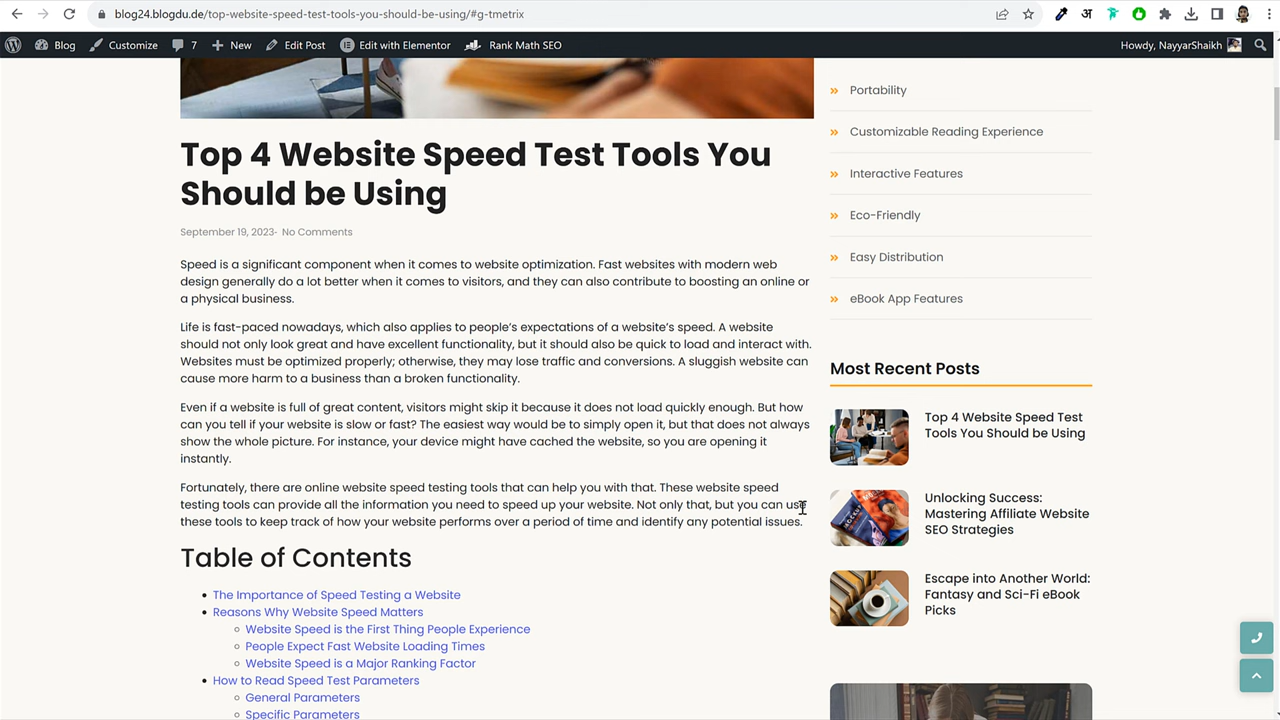 blog24.blogdu.de/top-website-speed-test-tools-you-should-be-using/#g-tmetrix
अ
Blog
Customize
7
New
Edit Post
Edit with Elementor
Rank Math SEO
Howdy, NayyarShaikh
Top 4 Website Speed Test Tools You
Should be Using
September 19, 2023- No Comments
Speed is a significant component when it comes to website optimization. Fast websites with modern web
design generally do a lot better when it comes to visitors, and they can also contribute to boosting an online or
a physical business.
Life is fast-paced nowadays, which also applies to people’s expectations of a website’s speed. A website
should not only look great and have excellent functionality, but it should also be quick to load and interact with.
Websites must be optimized properly; otherwise, they may lose traffic and conversions. A sluggish website can
cause more harm to a business than a broken functionality.
Even if a website is full of great content, visitors might skip it because it does not load quickly enough. But how
can you tell if your website is slow or fast? The easiest way would be to simply open it, but that does not always
show the whole picture. For instance, your device might have cached the website, so you are opening it
instantly.
Fortunately, there are online website speed testing tools that can help you with that. These website speed
testing tools can provide all the information you need to speed up your website. Not only that, but you can use
these tools to keep track of how your website performs over a period of time and identify any potential issues.
Table of Contents
The Importance of Speed Testing a Website
Reasons Why Website Speed Matters
Website Speed is the First Thing People Experience
People Expect Fast Website Loading Times
Website Speed is a Major Ranking Factor
How to Read Speed Test Parameters
General Parameters
Specific Parameters
Portability
Customizable Reading Experience
Interactive Features
Eco-Friendly
Easy Distribution
eBook App Features
Most Recent Posts
Top 4 Website Speed Test
Tools You Should be Using
Unlocking Success:
Mastering Affiliate Website
SEO Strategies
Escape into Another World:
Fantasy and Sci-Fi eBook
Picks